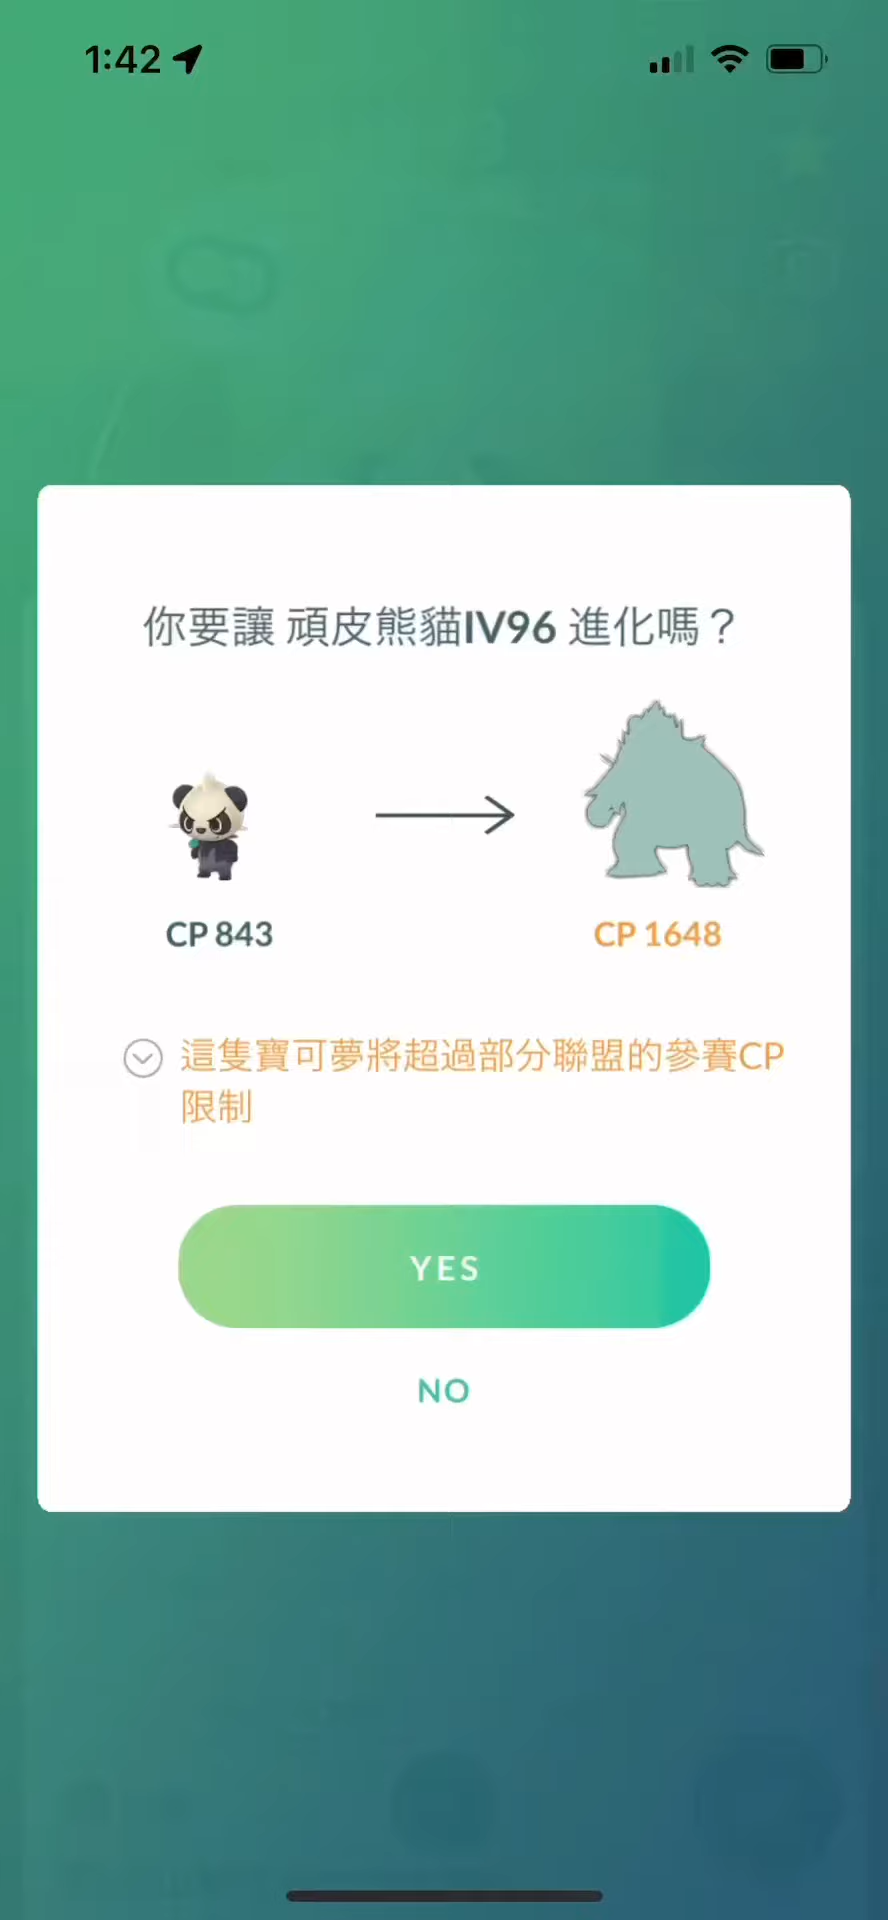 1:42
你要讓 頑皮熊貓IV96 進化嗎？
CP 843
CP 1648
這隻寶可夢將超過部分聯盟的參賽CP
限制
YES
NO